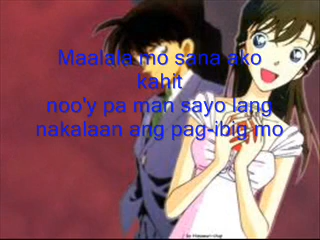 Maalala mo sana ako
kahit
noo'y pa man sayo lang
nakalaan ang pag-ibig mo